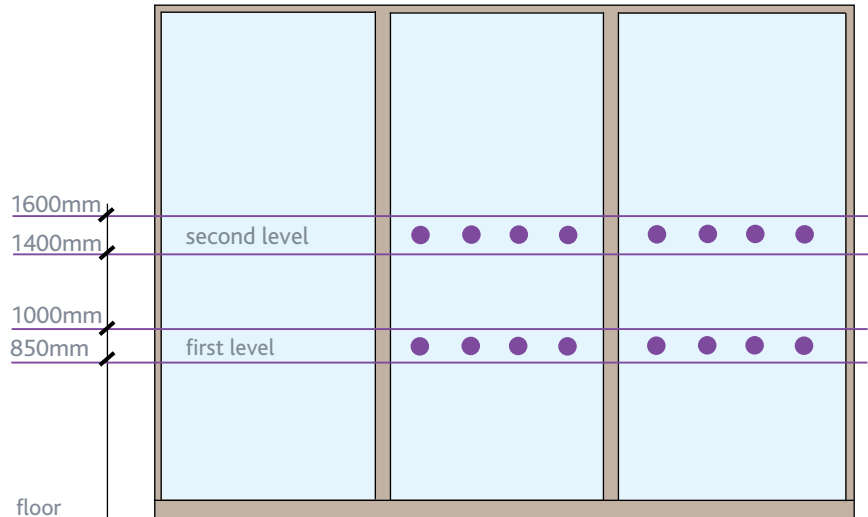 1600mm
second level
1400mm
1000mm
first level
850mm
floor